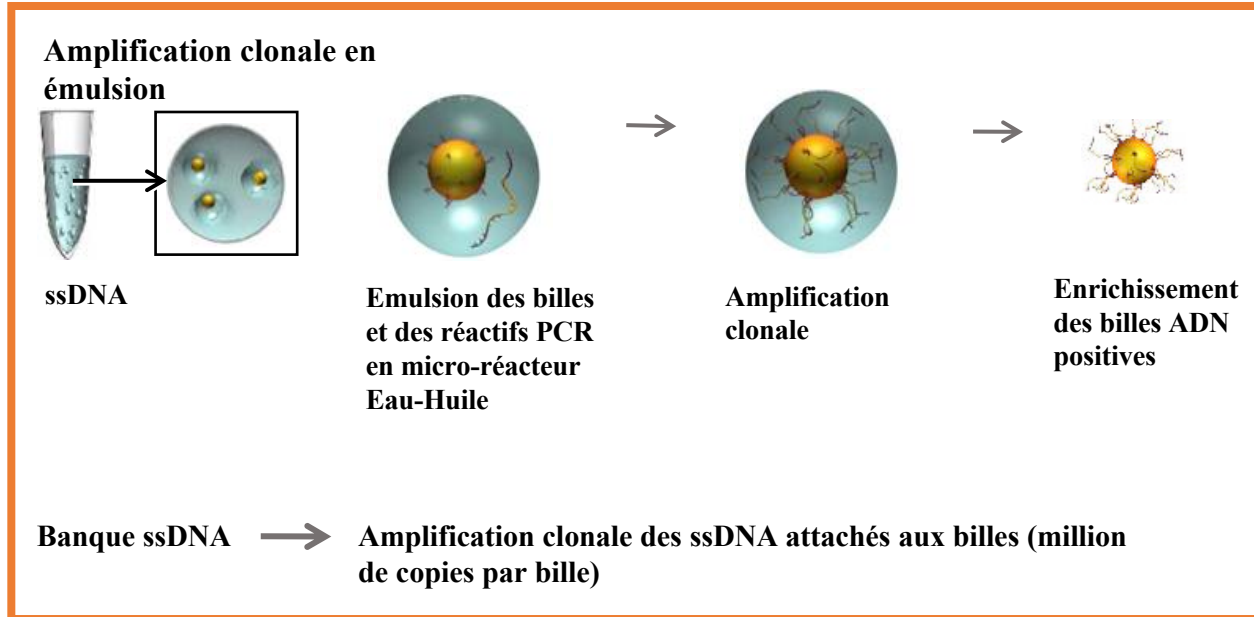 Amplification clonale en
émulsion
ssDNA
Emulsion des billes
et des réactifs PCR
en micro-réacteur
Eau-Huile
Amplification
clonale
Enrichissement
des billes ADN
positives
Banque ssDNA
Amplification clonale des ssDNA attachés aux billes (million
de copies par bille)